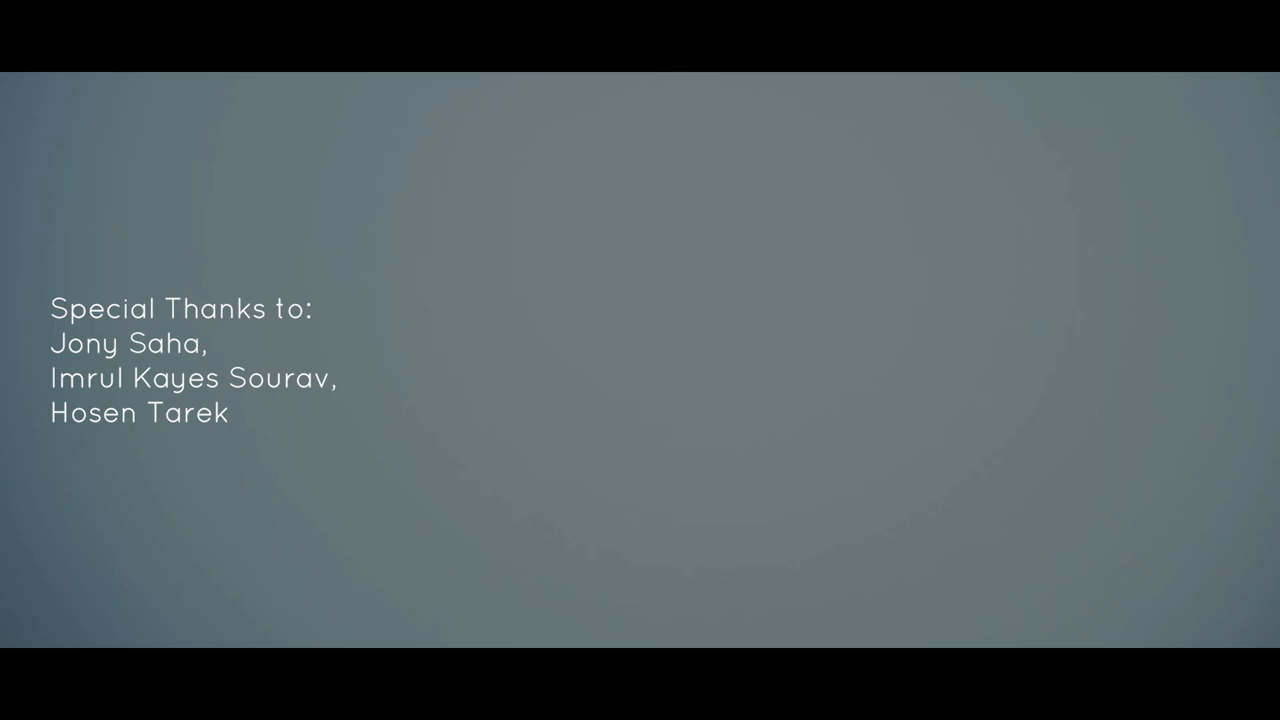 Special Thanks to:
Jony Saha,
Imrul Kayes Sourav,
Hosen Tarek